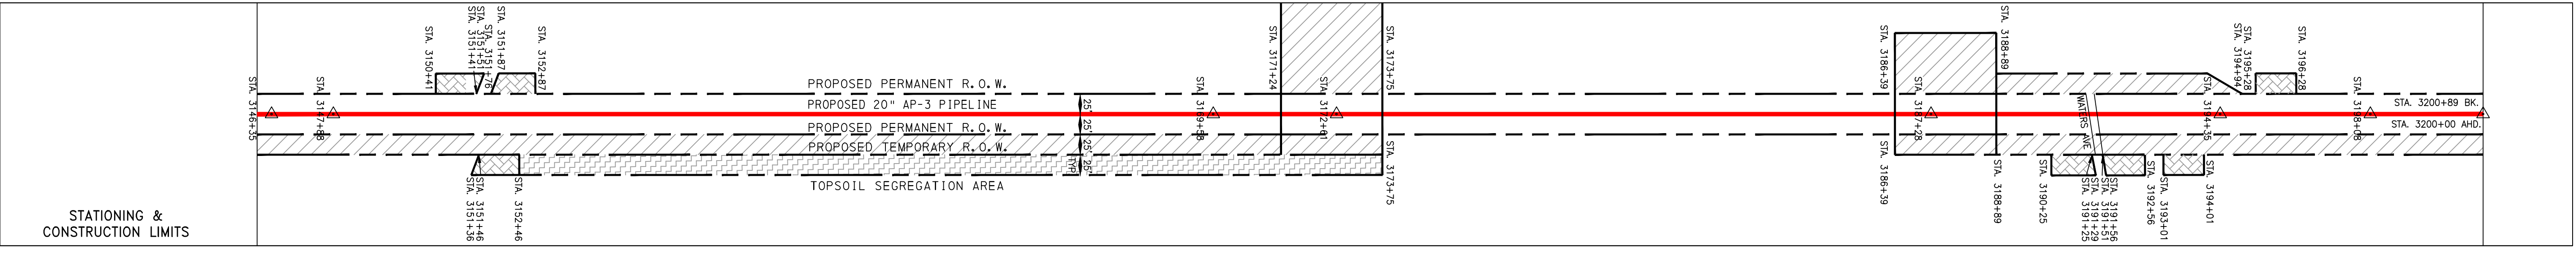 STATIONING &
CONSTRUCTION LIMITS
STA. 3146+35
STA. 3147+88
STA. 3150+41
STA. 3151+41
STA. 3151+51
STA. 3151+76
STA. 3151+87
STA. 3152+87
STA. 3151+36
STA. 3151+46
STA. 3152+46
PROPOSED PERMANENT R.O.W.
PROPOSED 20" AP-3 PIPELINE
PROPOSED PERMANENT R.O.W.
PROPOSED TEMPORARY R.O.W.
TOPSOIL SEGREGATION AREA
25'
25'
25'
25'
TYP
STA. 3169+58
STA. 3171+24
STA. 3172+61
STA. 3173+75
STA. 3173+75
STA. 3186+39
STA. 3186+39
STA. 3187+28
STA. 3188+89
STA. 3188+89
STA. 3190+25
WATERS AVE
STA. 3191+25
STA. 3191+29
STA. 3191+51
STA. 3191+56
STA. 3192+56
STA. 3193+01
STA. 3194+01
STA. 3194+35
STA. 3194+94
STA. 3195+28
STA. 3196+28
STA. 3198+08
STA. 3200+89 BK.
STA. 3200+00 AHD.